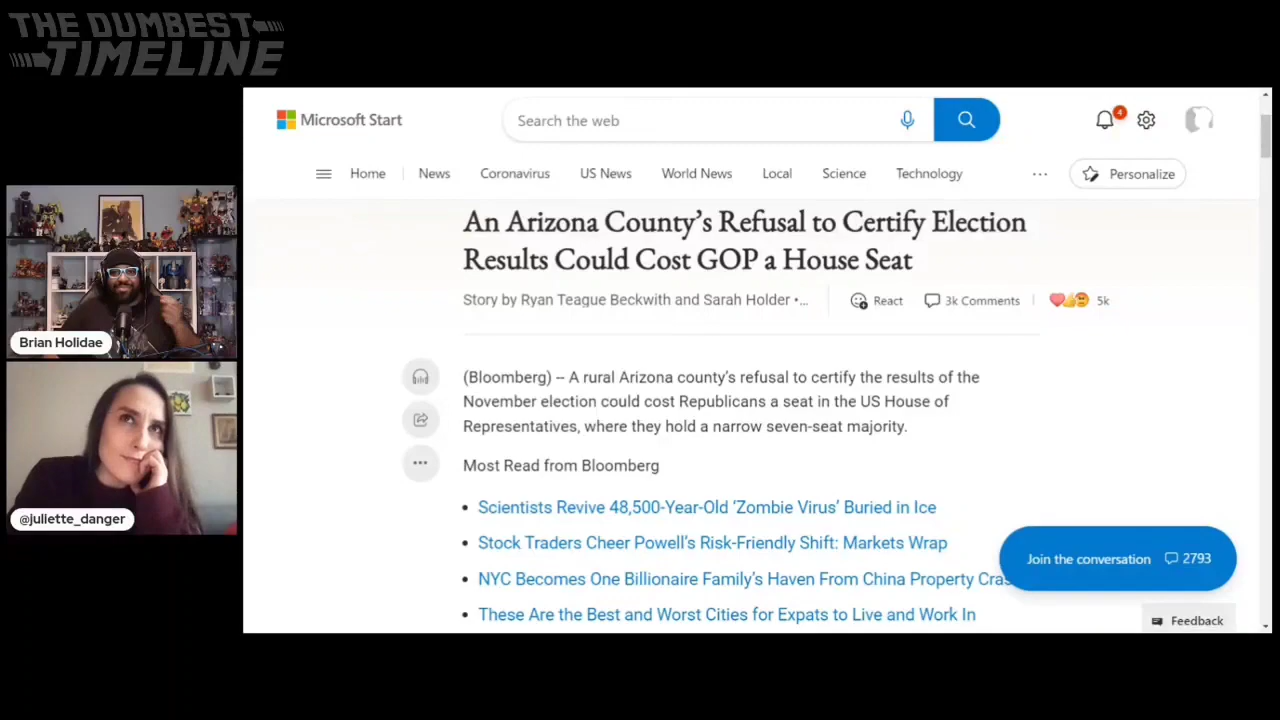 THE DUMBEST
TIMELINE
Microsoft Start
Search the web
4
Home
News
Coronavirus
US News
World News
Local
Science
Technology
...
Personalize
An Arizona County's Refusal to Certify Election
Results Could Cost GOP a House Seat
Story by Ryan Teague Beckwith and Sarah Holder •...
React
3k Comments
5k
(Bloomberg) -- A rural Arizona county's refusal to certify the results of the
November election could cost Republicans a seat in the US House of
Representatives, where they hold a narrow seven-seat majority.
Most Read from Bloomberg
• Scientists Revive 48,500-Year-Old 'Zombie Virus' Buried in Ice
• Stock Traders Cheer Powell's Risk-Friendly Shift: Markets Wrap
• NYC Becomes One Billionaire Family's Haven From China Property Cras
• These Are the Best and Worst Cities for Expats to Live and Work In
Join the conversation 2793
Feedback
Brian Holidae
@juliette_danger